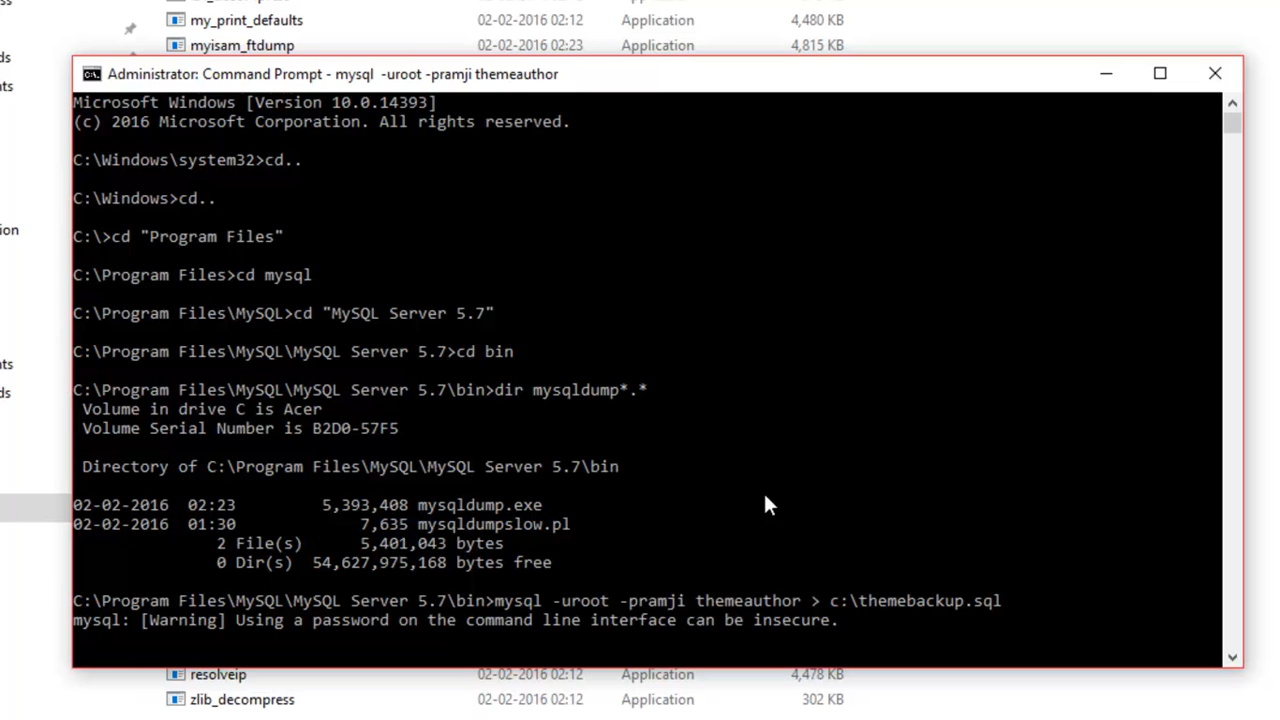 my_print_defaults 02-02-2016 02:12 Application 4,480 KB
myisam_ftdump 02-02-2016 02:23 Application 4,815 KB
Administrator: Command Prompt - mysql -uroot -pramji themeauthor
Microsoft Windows [Version 10.0.14393]
(c) 2016 Microsoft Corporation. All rights reserved.
C:\Windows\system32>cd..
C:\Windows>cd..
C:\>cd "Program Files"
C:\Program Files>cd mysql
C:\Program Files\MySQL>cd "MySQL Server 5.7"
C:\Program Files\MySQL\MySQL Server 5.7>cd bin
C:\Program Files\MySQL\MySQL Server 5.7\bin>dir mysqldump*.*
Volume in drive C is Acer
Volume Serial Number is B2D0-57F5
Directory of C:\Program Files\MySQL\MySQL Server 5.7\bin
02-02-2016 02:23 5,393,408 mysqldump.exe
02-02-2016 01:30 7,635 mysqldumpslow.pl
2 File(s) 5,401,043 bytes
0 Dir(s) 54,627,975,168 bytes free
C:\Program Files\MySQL\MySQL Server 5.7\bin>mysql -uroot -pramji themeauthor > c:\themebackup.sql
mysql: [Warning] Using a password on the command line interface can be insecure.
resolveip 02-02-2016 02:12 Application 4,478 KB
zlib_decompress 02-02-2016 02:12 Application 302 KB